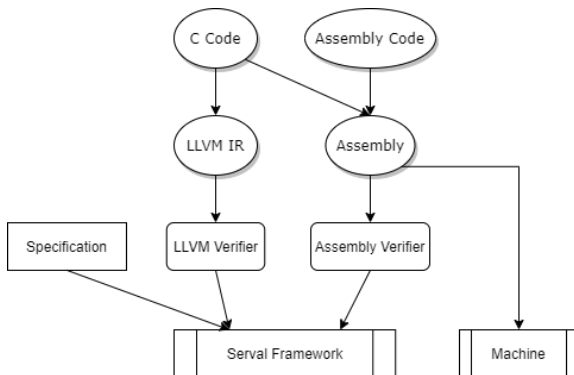 C Code
Assembly Code
LLVM IR
Assembly
Specification
LLVM Verifier
Assembly Verifier
Serval Framework
Machine